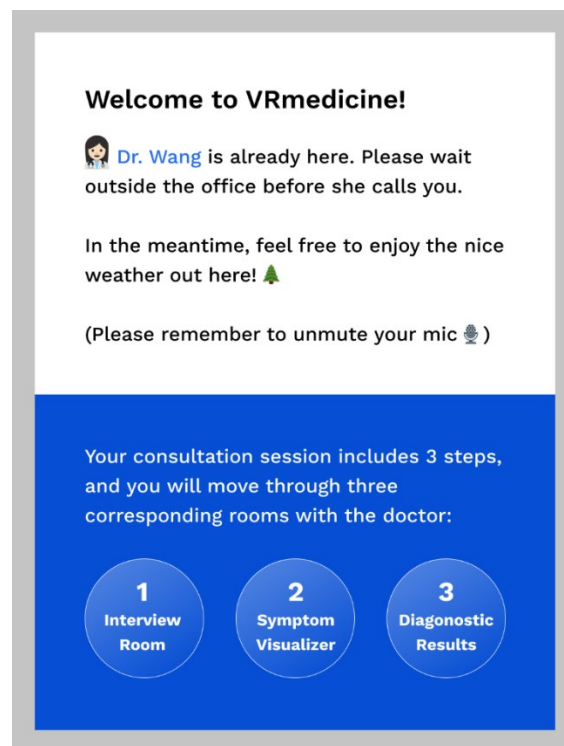 Welcome to VRmedicine!
Dr. Wang is already here. Please wait
outside the office before she calls you.
In the meantime, feel free to enjoy the nice
weather out here!
(Please remember to unmute your mic )
Your consultation session includes 3 steps,
and you will move through three
corresponding rooms with the doctor:
1
Interview
Room
2
Symptom
Visualizer
3
Diagonostic
Results